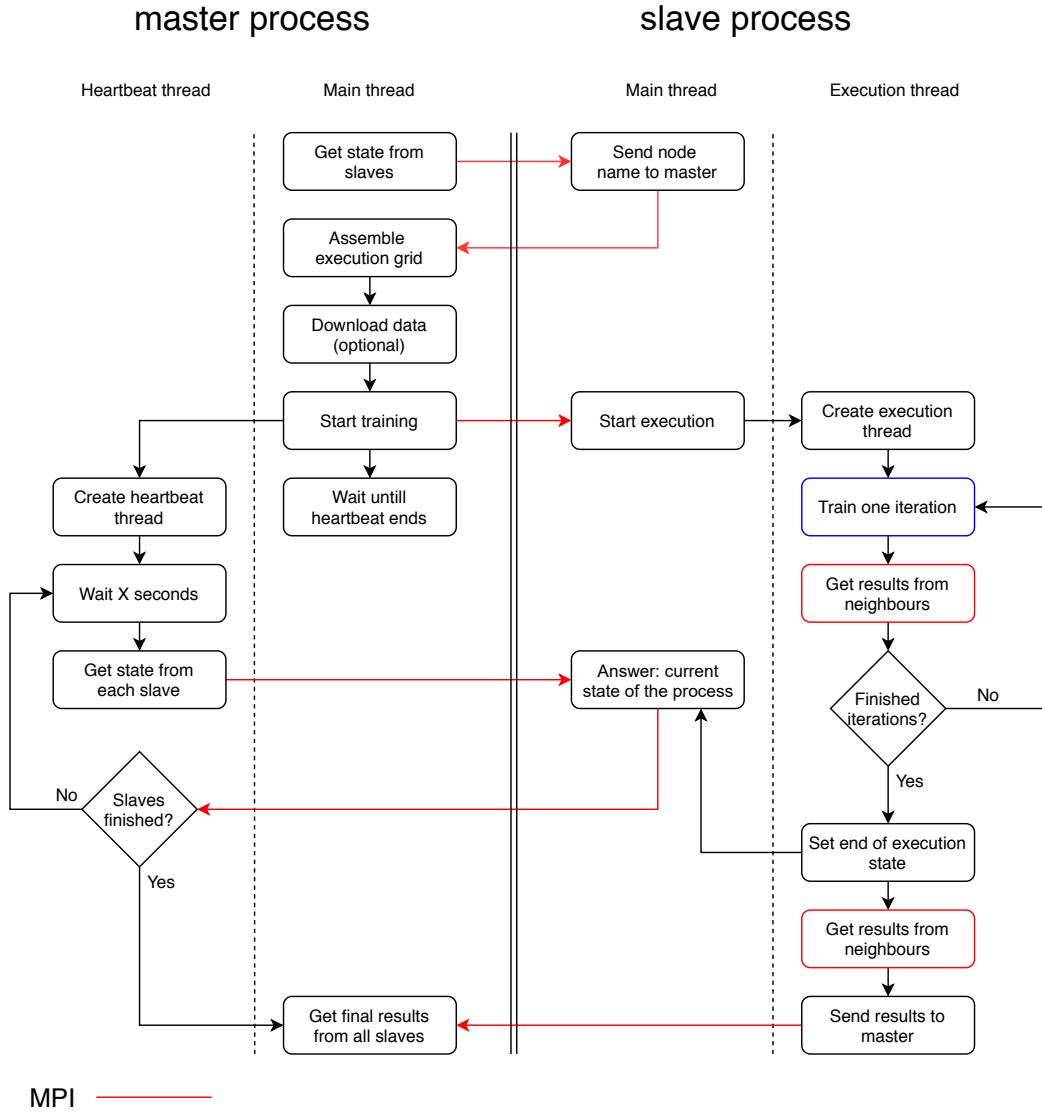 master process
slave process
Heartbeat thread
Main thread
Main thread
Execution thread
Get state from
slaves
Send node
name to master
Assemble
execution grid
Download data
(optional)
Start training
Start execution
Create execution
thread
Create heartbeat
thread
Wait untill
heartbeat ends
Train one iteration
Wait X seconds
Get results from
neighbours
Get state from
each slave
Answer: current
state of the process
Finished
iterations?
No
Yes
Slaves
finished?
No
Yes
Set end of execution
state
Get results from
neighbours
Get final results
from all slaves
Send results to
master
MPI